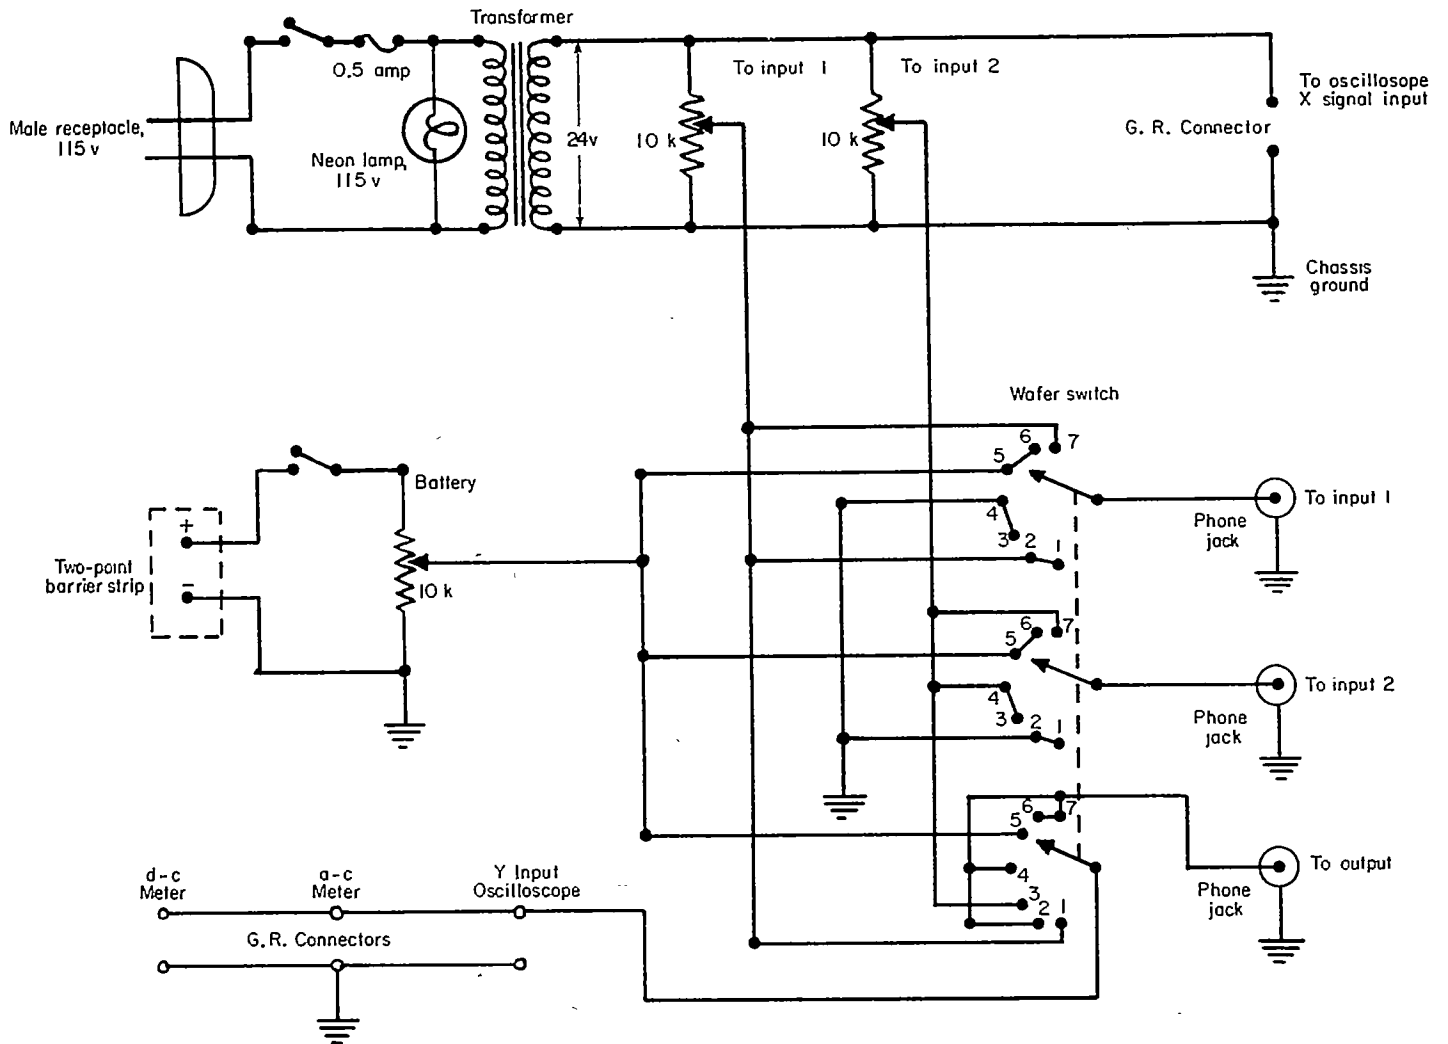 Transformer
0.5 amp
To input 1
To input 2
To oscilloscope
X signal input
G. R. Connector
Male receptacle,
115 v
Neon lamp,
115 v
24v
10 k
10 k
Chassis
ground
Wafer switch
Battery
+
-
Two-point
barrier strip
10 k
6
7
5
4
3
2
1
Phone
jack
To input 1
6
7
5
4
3
2
1
Phone
jack
To input 2
6
7
5
4
3
2
1
Phone
jack
To output
d-c
Meter
a-c
Meter
Y Input
Oscilloscope
G. R. Connectors